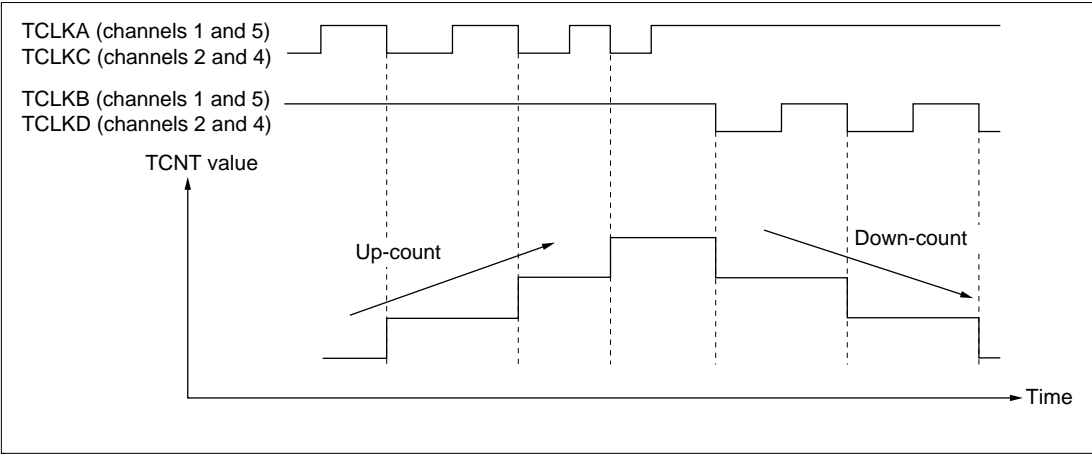 TCLKA (channels 1 and 5)
TCLKC (channels 2 and 4)
TCLKB (channels 1 and 5)
TCLKD (channels 2 and 4)
TCNT value
Up-count
Down-count
Time